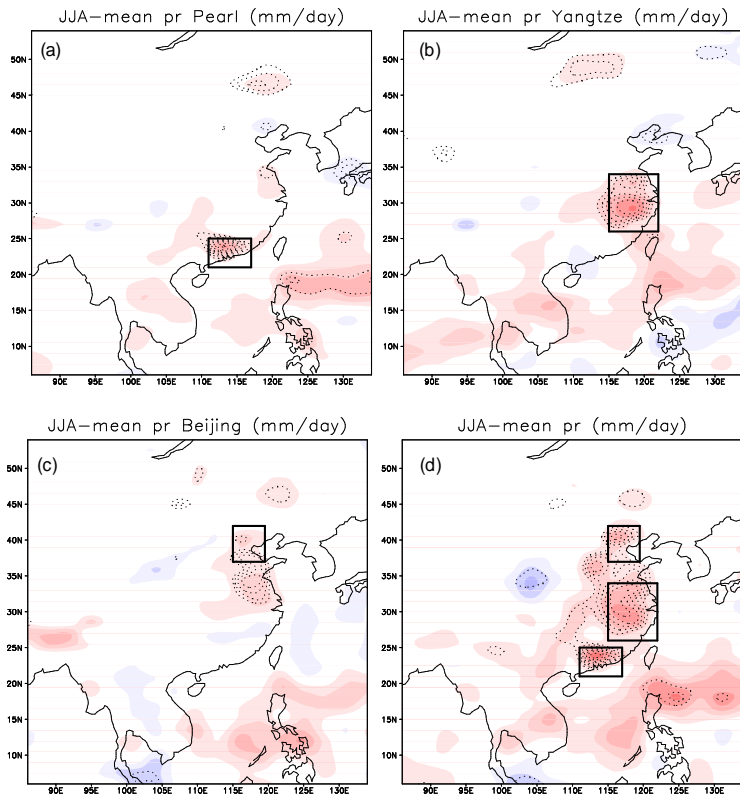 JJA−mean pr Pearl (mm/day)
(a)
50N
45N
40N
35N
30N
25N
20N
15N
10N
90E 95E 100E 105E 110E 115E 120E 125E 130E
JJA−mean pr Yangtze (mm/day)
(b)
50N
45N
40N
35N
30N
25N
20N
15N
10N
90E 95E 100E 105E 110E 115E 120E 125E 130E
JJA−mean pr Beijing (mm/day)
(c)
50N
45N
40N
35N
30N
25N
20N
15N
10N
90E 95E 100E 105E 110E 115E 120E 125E 130E
JJA−mean pr (mm/day)
(d)
50N
45N
40N
35N
30N
25N
20N
15N
10N
90E 95E 100E 105E 110E 115E 120E 125E 130E